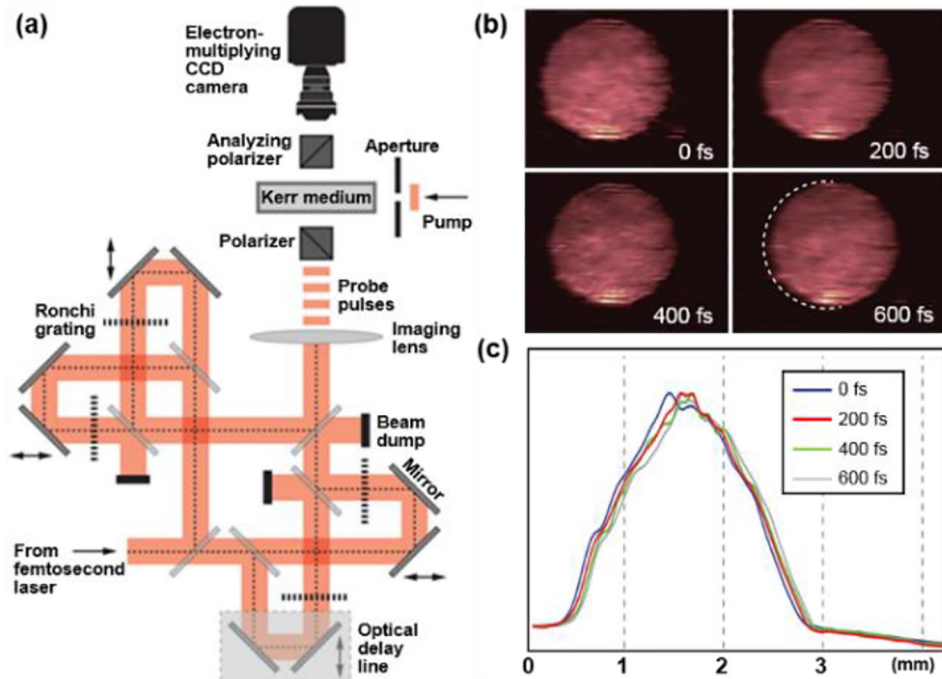 (a)
Electron-
multiplying
CCD
camera
Analyzing
polarizer
Aperture
Kerr medium
Pump
Polarizer
Probe
pulses
Ronchi
grating
Imaging
lens
Beam
dump
Mirror
From
femtosecond
laser
Optical
delay
line
(b)
0 fs
200 fs
400 fs
600 fs
(c)
0 fs
200 fs
400 fs
600 fs
0 1 2 3 (mm)